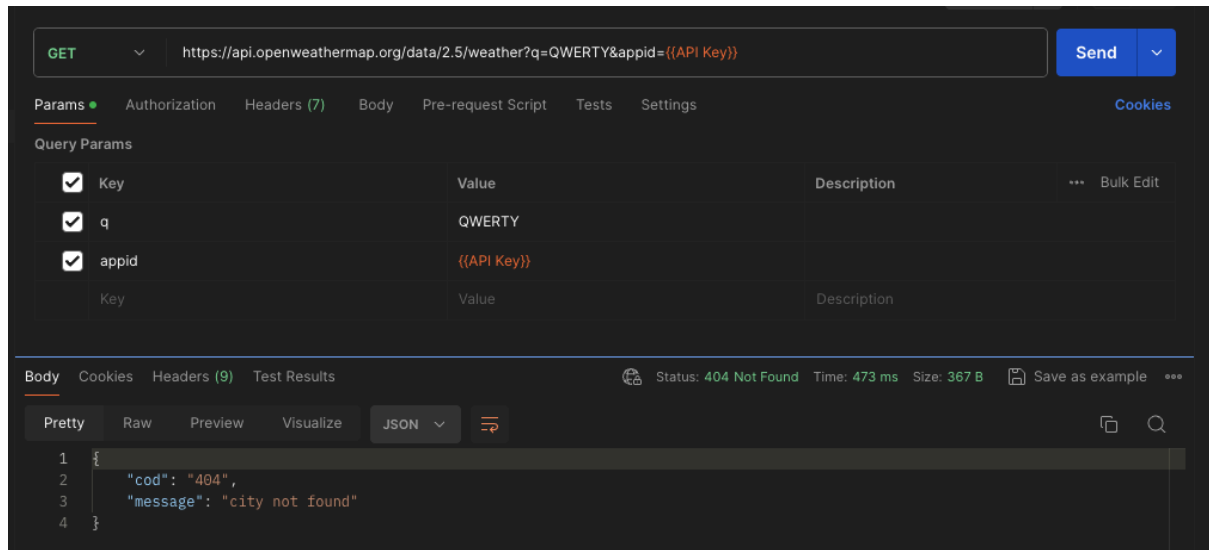 GET https://api.openweathermap.org/data/2.5/weather?q=QWERTY&appid={{API Key}} Send
Params Authorization Headers (7) Body Pre-request Script Tests Settings Cookies
Query Params
Key Value Description ••• Bulk Edit
q QWERTY
appid {{API Key}}
Key Value Description
Body Cookies Headers (9) Test Results Status: 404 Not Found Time: 473 ms Size: 367 B Save as example •••
Pretty Raw Preview Visualize JSON
1 {
2 "cod": "404",
3 "message": "city not found"
4 }